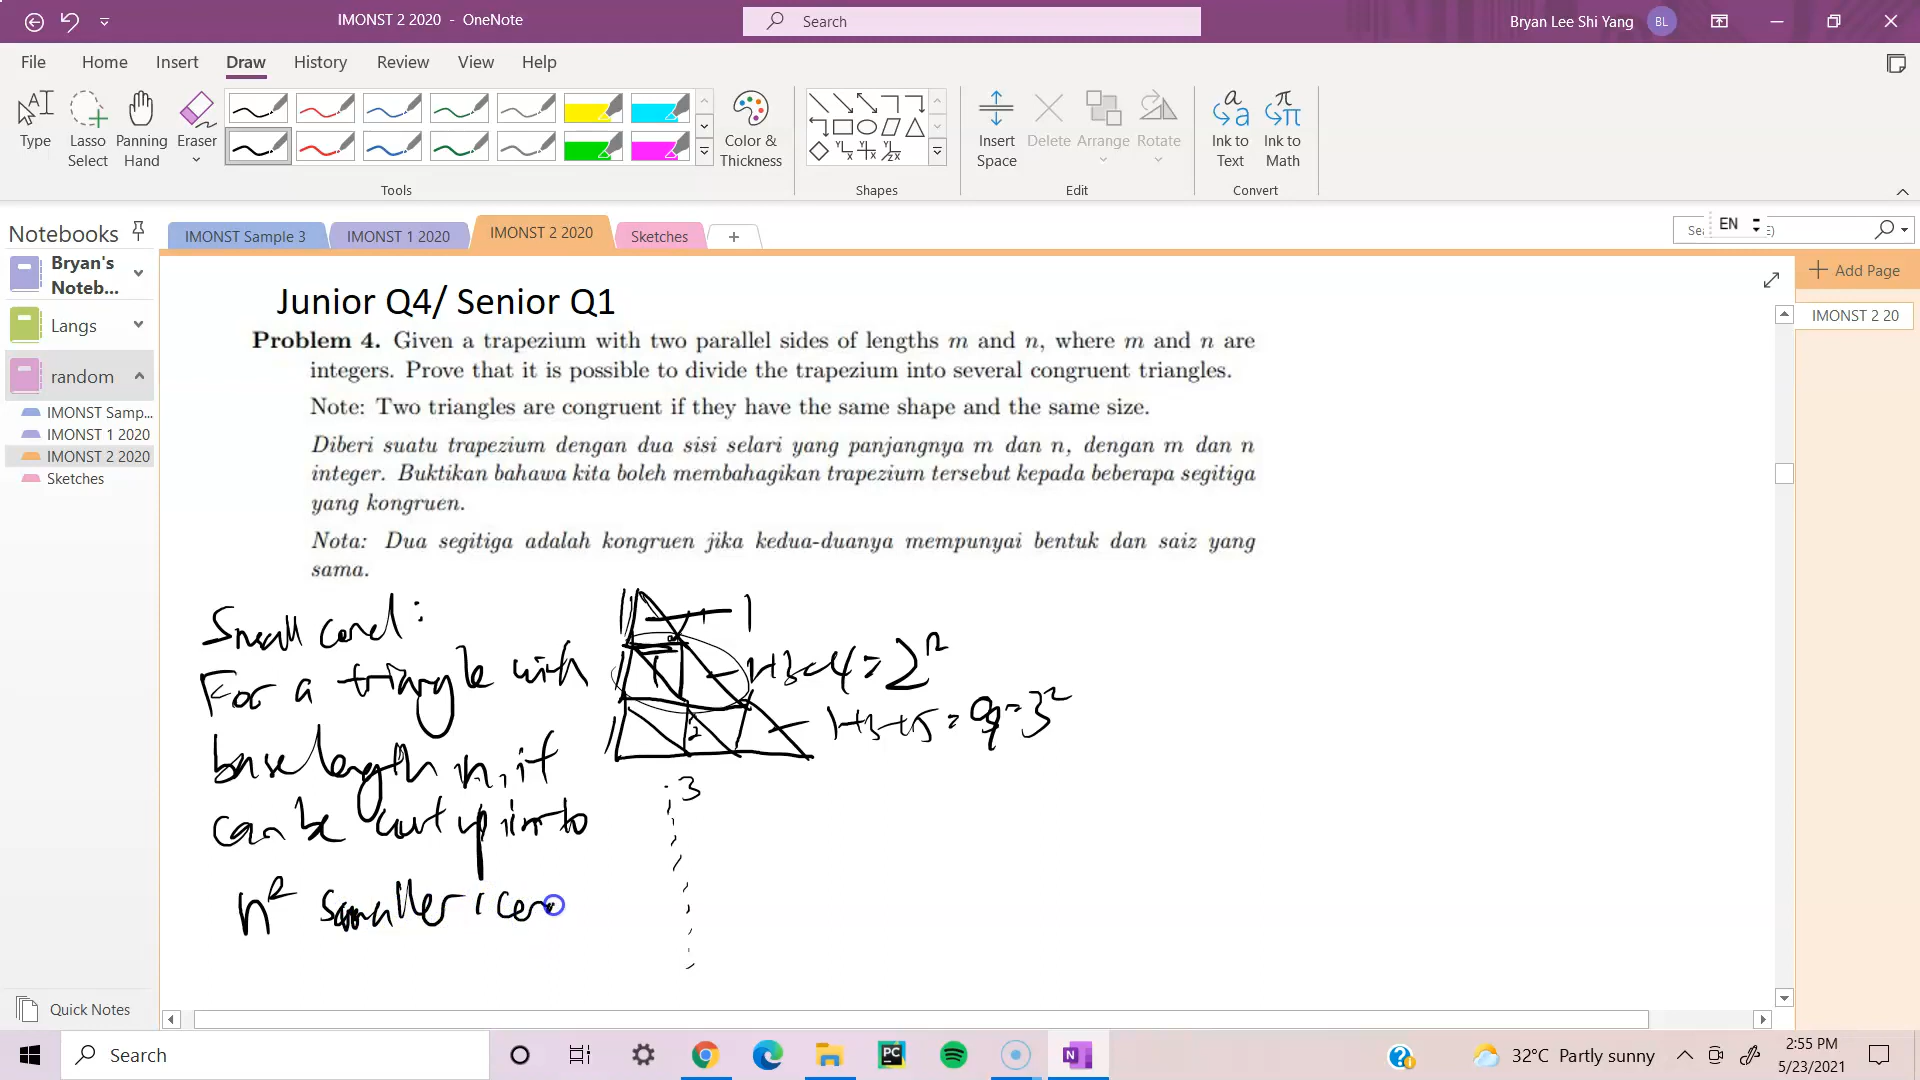 IMONST 2 2020 - OneNote
Search
Bryan Lee Shi Yang
BL
File Home Insert Draw History Review View Help
Type
Lasso Select
Panning Hand
Eraser
Color & Thickness
Insert Space
Delete
Arrange
Rotate
Ink to Text
Ink to Math
Tools
Shapes
Edit
Convert
Notebooks
IMONST Sample 3
IMONST 1 2020
IMONST 2 2020
Sketches
EN
Add Page
IMONST 2 20
Bryan's Noteb...
Langs
random
IMONST Samp...
IMONST 1 2020
IMONST 2 2020
Sketches
Quick Notes
Junior Q4/ Senior Q1
Problem 4. Given a trapezium with two parallel sides of lengths m and n, where m and n are
integers. Prove that it is possible to divide the trapezium into several congruent triangles.
Note: Two triangles are congruent if they have the same shape and the same size.
Diberi suatu trapezium dengan dua sisi selari yang panjangnya m dan n, dengan m dan n
integer. Buktikan bahawa kita boleh membahagikan trapezium tersebut kepada beberapa segitiga
yang kongruen.
Nota: Dua segitiga adalah kongruen jika kedua-duanya mempunyai bentuk dan saiz yang
sama.
Small
For a triangle with
base length n, it
can be cut up into
n² smaller
1
1+3=4=2²
1+3+5=9=3²
1
2
3
Search
32°C Partly sunny
2:55 PM
5/23/2021